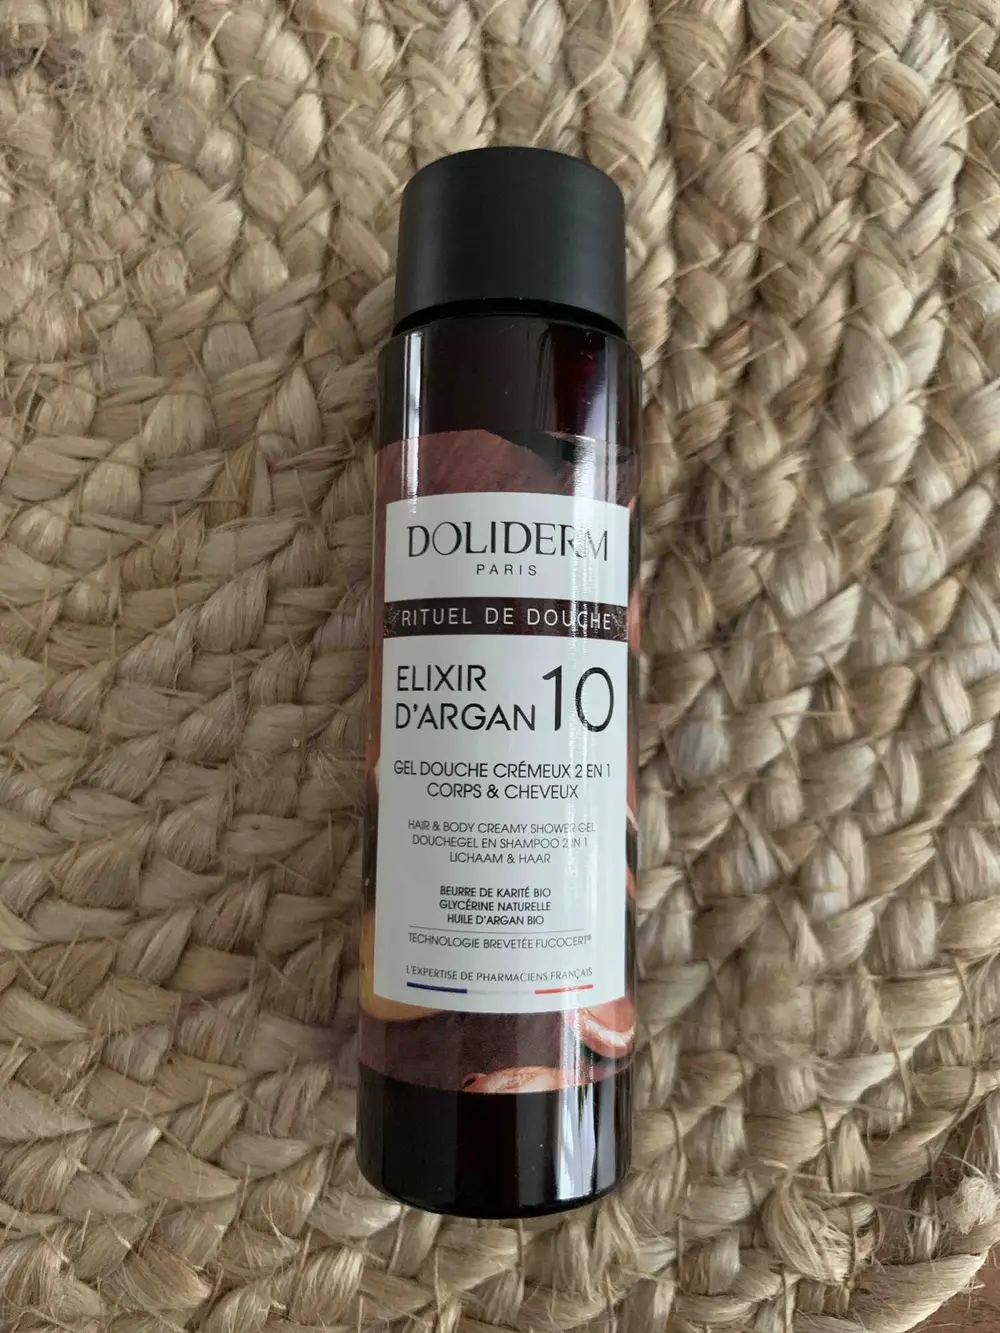 DOLIDERM
PARIS
RITUEL DE DOUCHE
ELIXIR
D'ARGAN 10
GEL DOUCHE CRÉMEUX 2 EN 1
CORPS & CHEVEUX
HAIR & BODY CREAMY SHOWER GEL
DOUCHEGEL EN SHAMPOO 2 IN 1
LICHAAM & HAAR
BEURRE DE KARITÉ BIO
GLYCÉRINE NATURELLE
HUILE D'ARGAN BIO
TECHNOLOGIE BREVETÉE FUCOCERT®
L'EXPERTISE DE PHARMACIENS FRANÇAIS